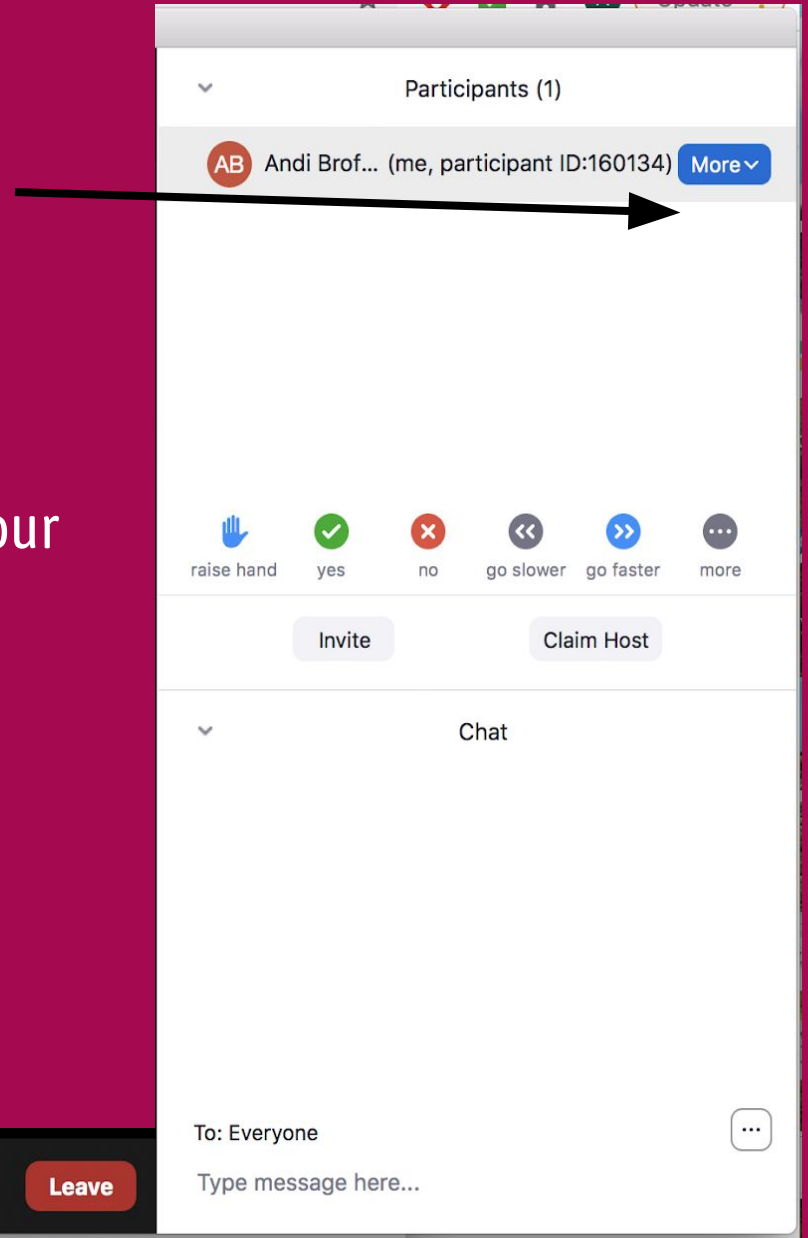 Update
Participants (1)
AB Andi Brof... (me, participant ID:160134) More
our
raise hand yes no go slower go faster more
Invite Claim Host
Chat
To: Everyone
Leave
Type message here...